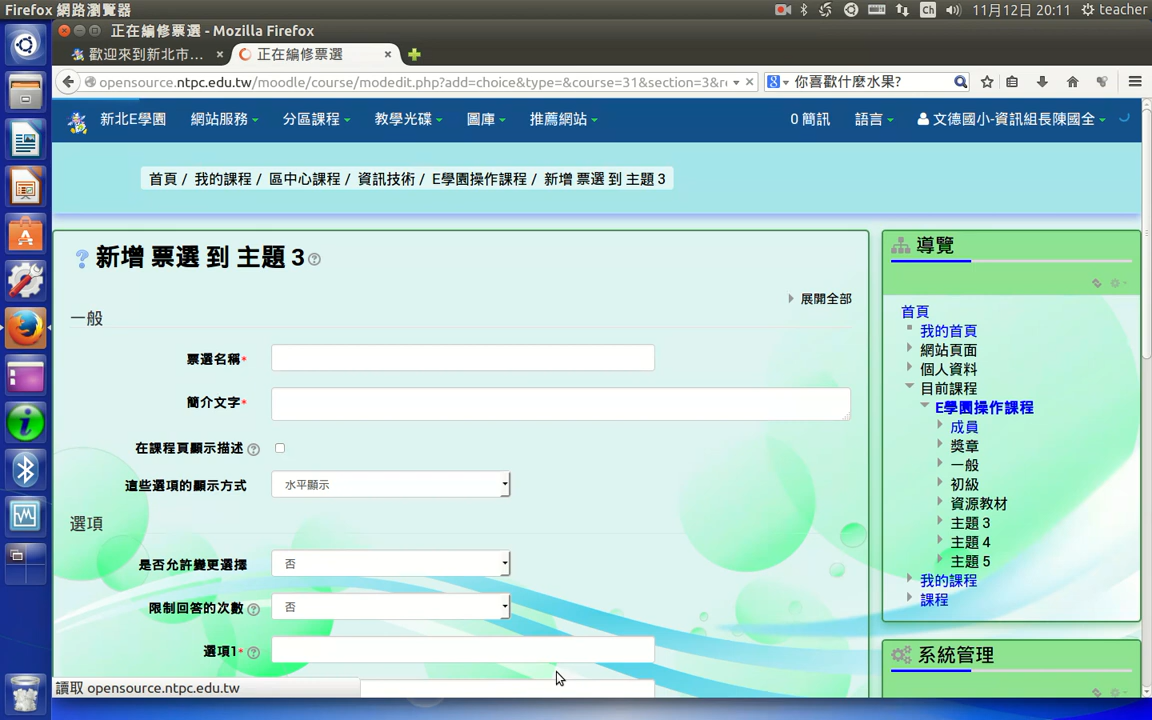 Firefox 網路瀏覽器
Ch
11月12日 20:11
teacher
正在編修票選 - Mozilla Firefox
歡迎來到新北市...
正在編修票選
opensource.ntpc.edu.tw/moodle/course/modedit.php?add=choice&type=&course=31&section=3&r
你喜歡什麼水果?
新北E學園
網站服務
分區課程
教學光碟
圖庫
推薦網站
0 簡訊
語言
文德國小-資訊組長陳國全
首頁 / 我的課程 / 區中心課程 / 資訊技術 / E學園操作課程 / 新增 票選 到 主題 3
新增 票選 到 主題 3
展開全部
一般
票選名稱*
簡介文字*
在課程頁顯示描述
這些選項的顯示方式
水平顯示
選項
是否允許變更選擇
否
限制回答的次數
否
選項1*
讀取 opensource.ntpc.edu.tw
導覽
首頁
我的首頁
網站頁面
個人資料
目前課程
E學園操作課程
成員
獎章
一般
初級
資源教材
主題 3
主題 4
主題 5
我的課程
課程
系統管理